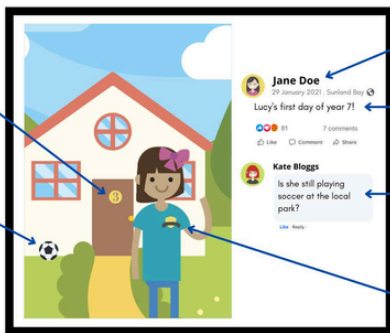 3
Jane Doe
29 January 2021 . Sunland Bay
Lucy's first day of year 7!
81 7 comments
Like Comment Share
Kate Bloggs
Is she still playing
soccer at the local
park?
Like Reply